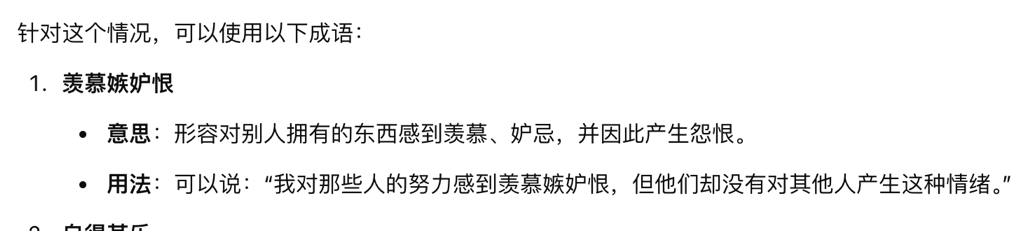 针对这个情况，可以使用以下成语：
1. 羡慕嫉妒恨
• 意思：形容对别人拥有的东西感到羡慕、妒忌，并因此产生怨恨。
• 用法：可以说：“我对那些人的努力感到羡慕嫉妒恨，但他们却没有对其他人产生这种情绪。”